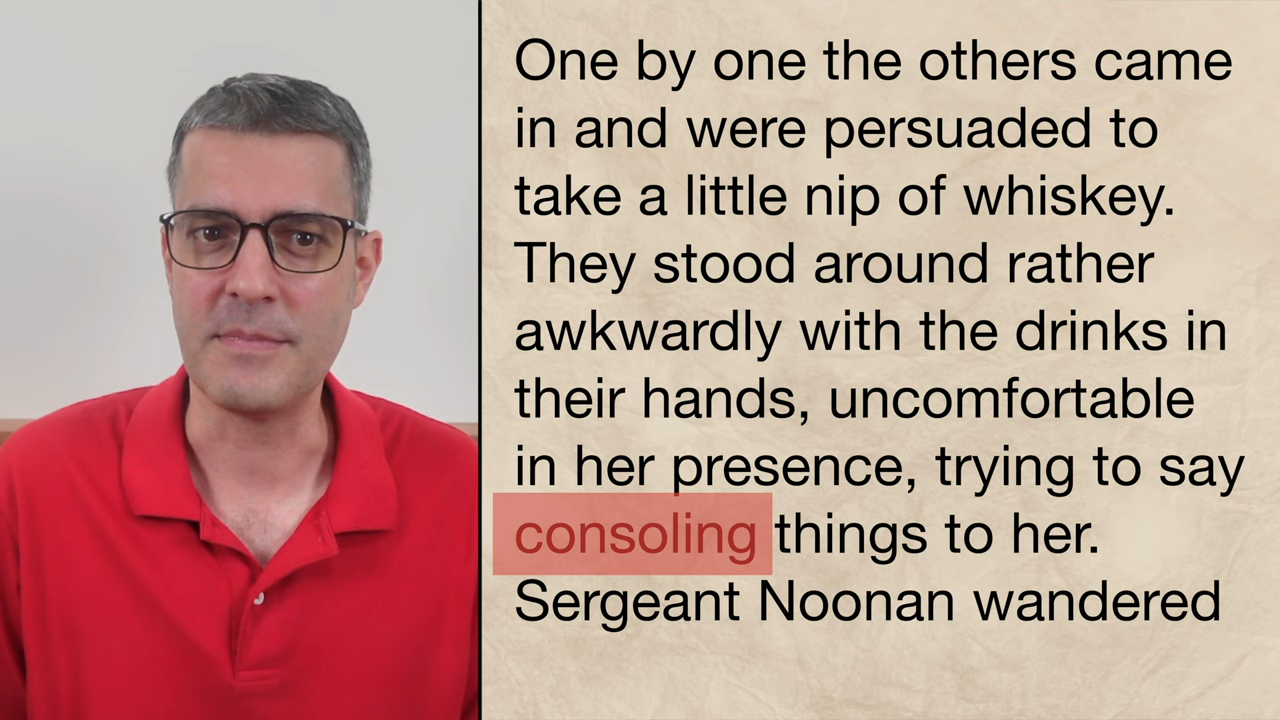 One by one the others came
in and were persuaded to
take a little nip of whiskey.
They stood around rather
awkwardly with the drinks in
their hands, uncomfortable
in her presence, trying to say
consoling things to her.
Sergeant Noonan wandered